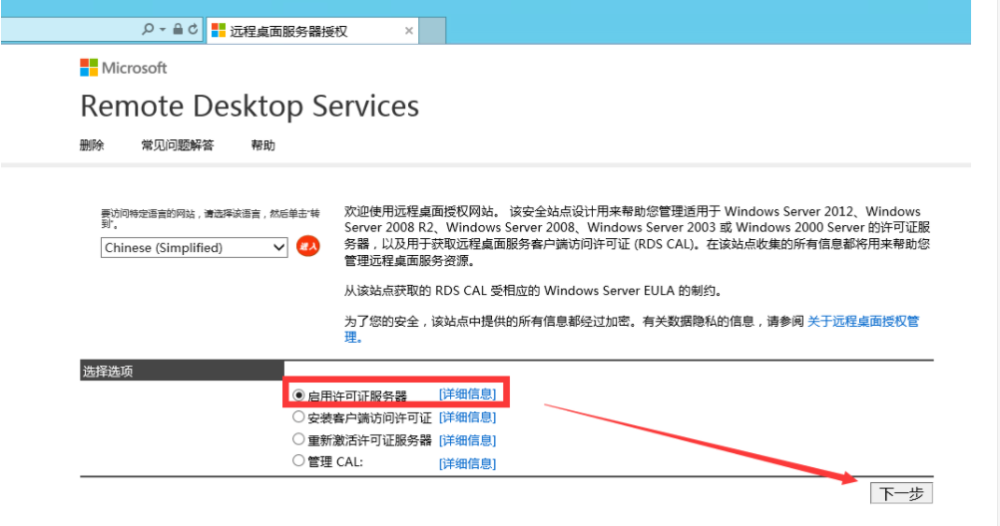 远程桌面服务器授权
Microsoft
Remote Desktop Services
删除 常见问题解答 帮助
要访问特定语言的网站，请选择该语言，然后单击“转
到”。
Chinese (Simplified)
进入
欢迎使用远程桌面授权网站。 该安全站点设计用来帮助您管理适用于 Windows Server 2012、Windows
Server 2008 R2、Windows Server 2008、Windows Server 2003 或 Windows 2000 Server 的许可证服
务器，以及用于获取远程桌面服务客户端访问许可证 (RDS CAL)。在该站点收集的所有信息都将用来帮助您
管理远程桌面服务资源。
从该站点获取的 RDS CAL 受相应的 Windows Server EULA 的制约。
为了您的安全，该站点中提供的所有信息都经过加密。有关数据隐私的信息，请参阅 关于远程桌面授权管
理。
选择选项
启用许可证服务器 [详细信息]
安装客户端访问许可证 [详细信息]
重新激活许可证服务器 [详细信息]
管理 CAL: [详细信息]
下一步